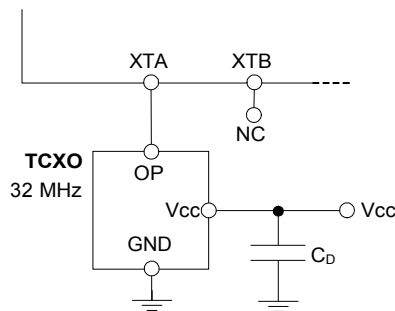 XTA
XTB
NC
TCXO
32 MHz
OP
Vcc
Vcc
GND
CD